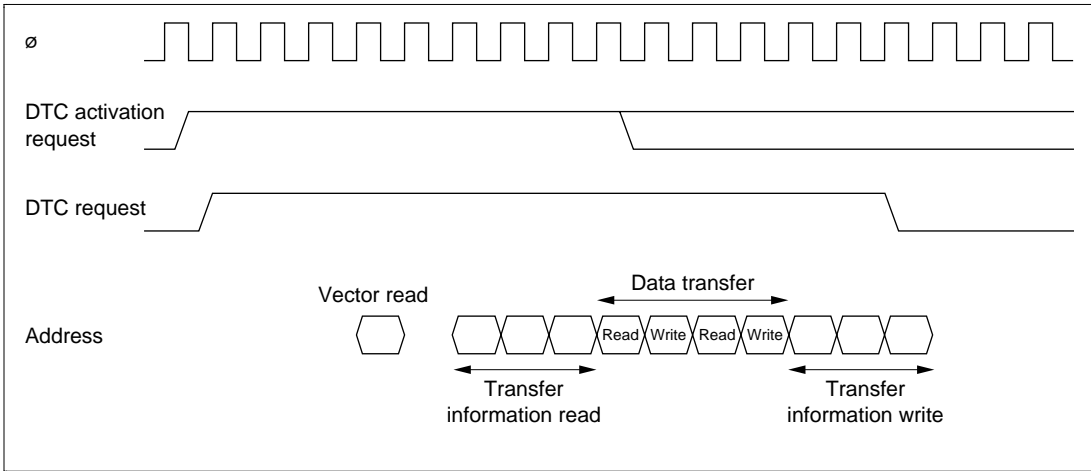 ø
DTC activation
request
DTC request
Data transfer
Vector read
Address
Read Write Read Write
Transfer
information read
Transfer
information write